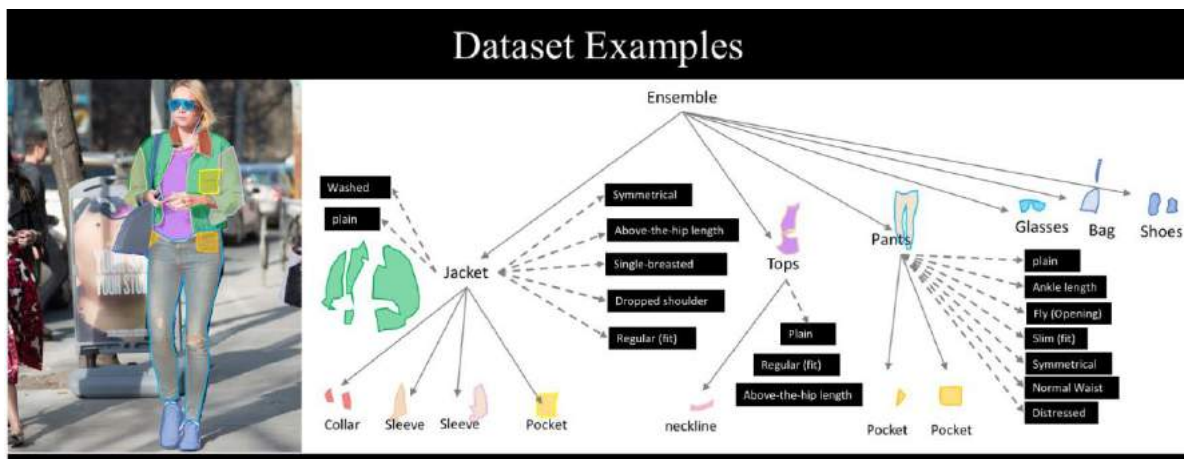 Dataset Examples
Ensemble
Washed
plain
Jacket
Symmetrical
Above-the-hip length
Single-breasted
Dropped shoulder
Regular (fit)
Collar
Sleeve
Sleeve
Pocket
Tops
Plain
Regular (fit)
Above-the-hip length
neckline
Pants
Pocket
Pocket
plain
Ankle length
Fly (Opening)
Slim (fit)
Symmetrical
Normal Waist
Distressed
Glasses
Bag
Shoes
YOUR STO